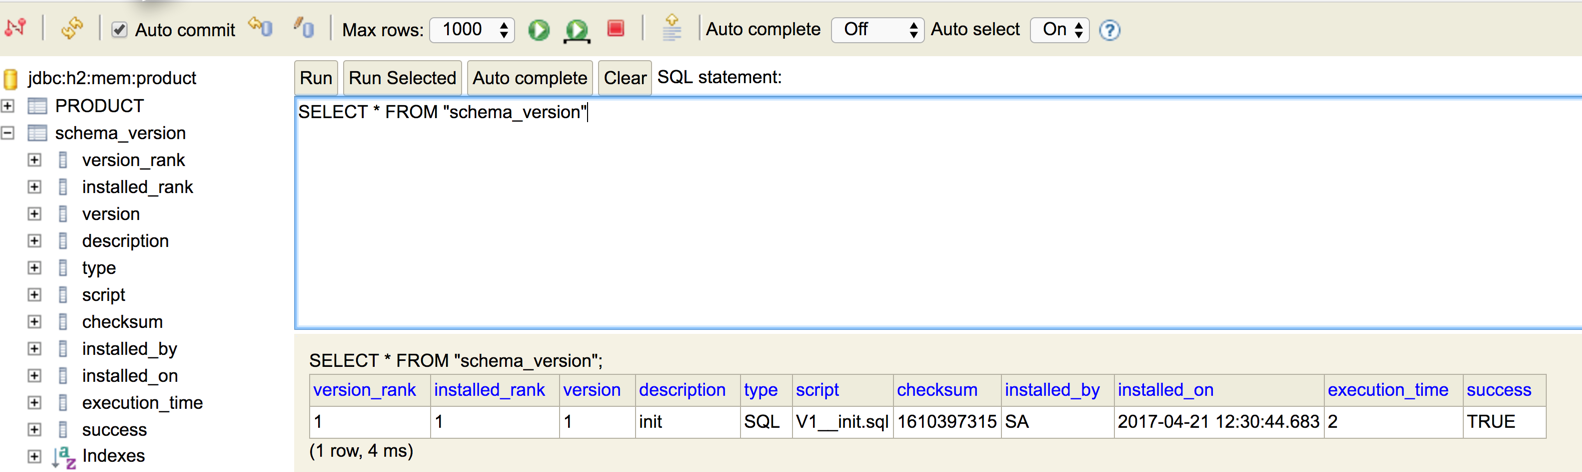 Auto commit Max rows: 1000 Auto complete Off Auto select On ?
jdbc:h2:mem:product
PRODUCT
schema_version
version_rank
installed_rank
version
description
type
script
checksum
installed_by
installed_on
execution_time
success
Indexes
Run Run Selected Auto complete Clear SQL statement:
SELECT * FROM "schema_version"
SELECT * FROM "schema_version";
version_rank installed_rank version description type script checksum installed_by installed_on execution_time success
1 1 1 init SQL V1__init.sql 1610397315 SA 2017-04-21 12:30:44.683 2 TRUE
(1 row, 4 ms)